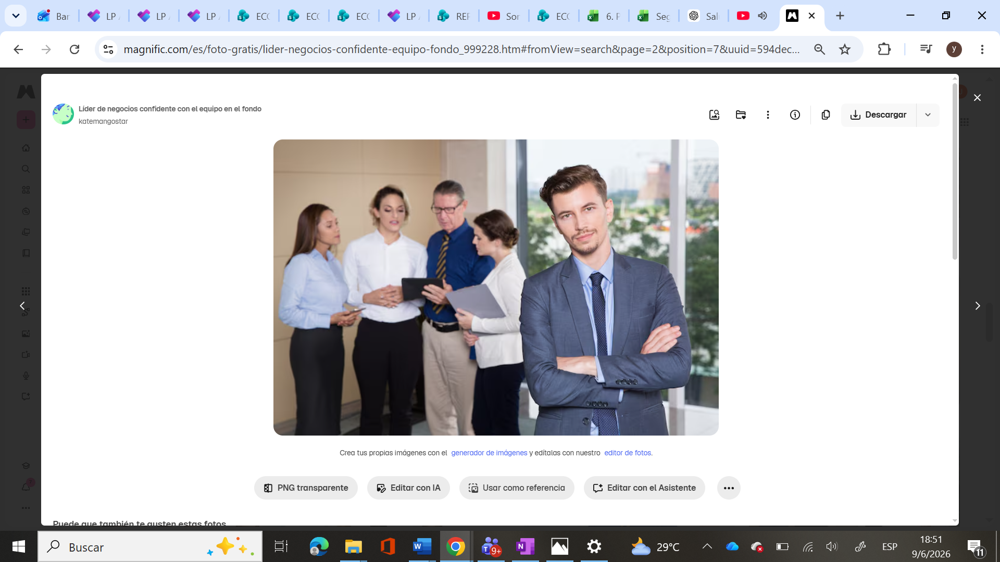 Bar
LP
LP
LP
ECC
ECC
ECC
LP
REF
Sor
ECC
6. P
Seg
Sal
magnific.com/es/foto-gratis/lider-negocios-confidente-equipo-fondo_999228.htm#fromView=search&page=2&position=7&uuid=594dec...
y
Líder de negocios confidente con el equipo en el fondo
katemangostar
Descargar
Crea tus propias imágenes con el generador de imágenes y edítalas con nuestro editor de fotos.
PNG transparente
Editar con IA
Usar como referencia
Editar con el Asistente
Puede que también te gusten estas fotos
Buscar
9+
29°C
ESP
18:51
9/6/2026
11